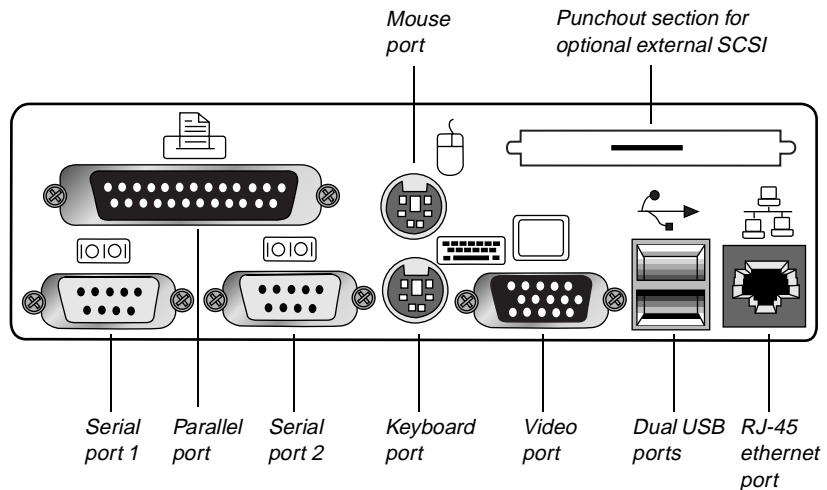 Mouse
port
Punchout section for
optional external SCSI
|O|O|
|O|O|
Serial
port 1
Parallel
port
Serial
port 2
Keyboard
port
Video
port
Dual USB
ports
RJ-45
ethernet
port